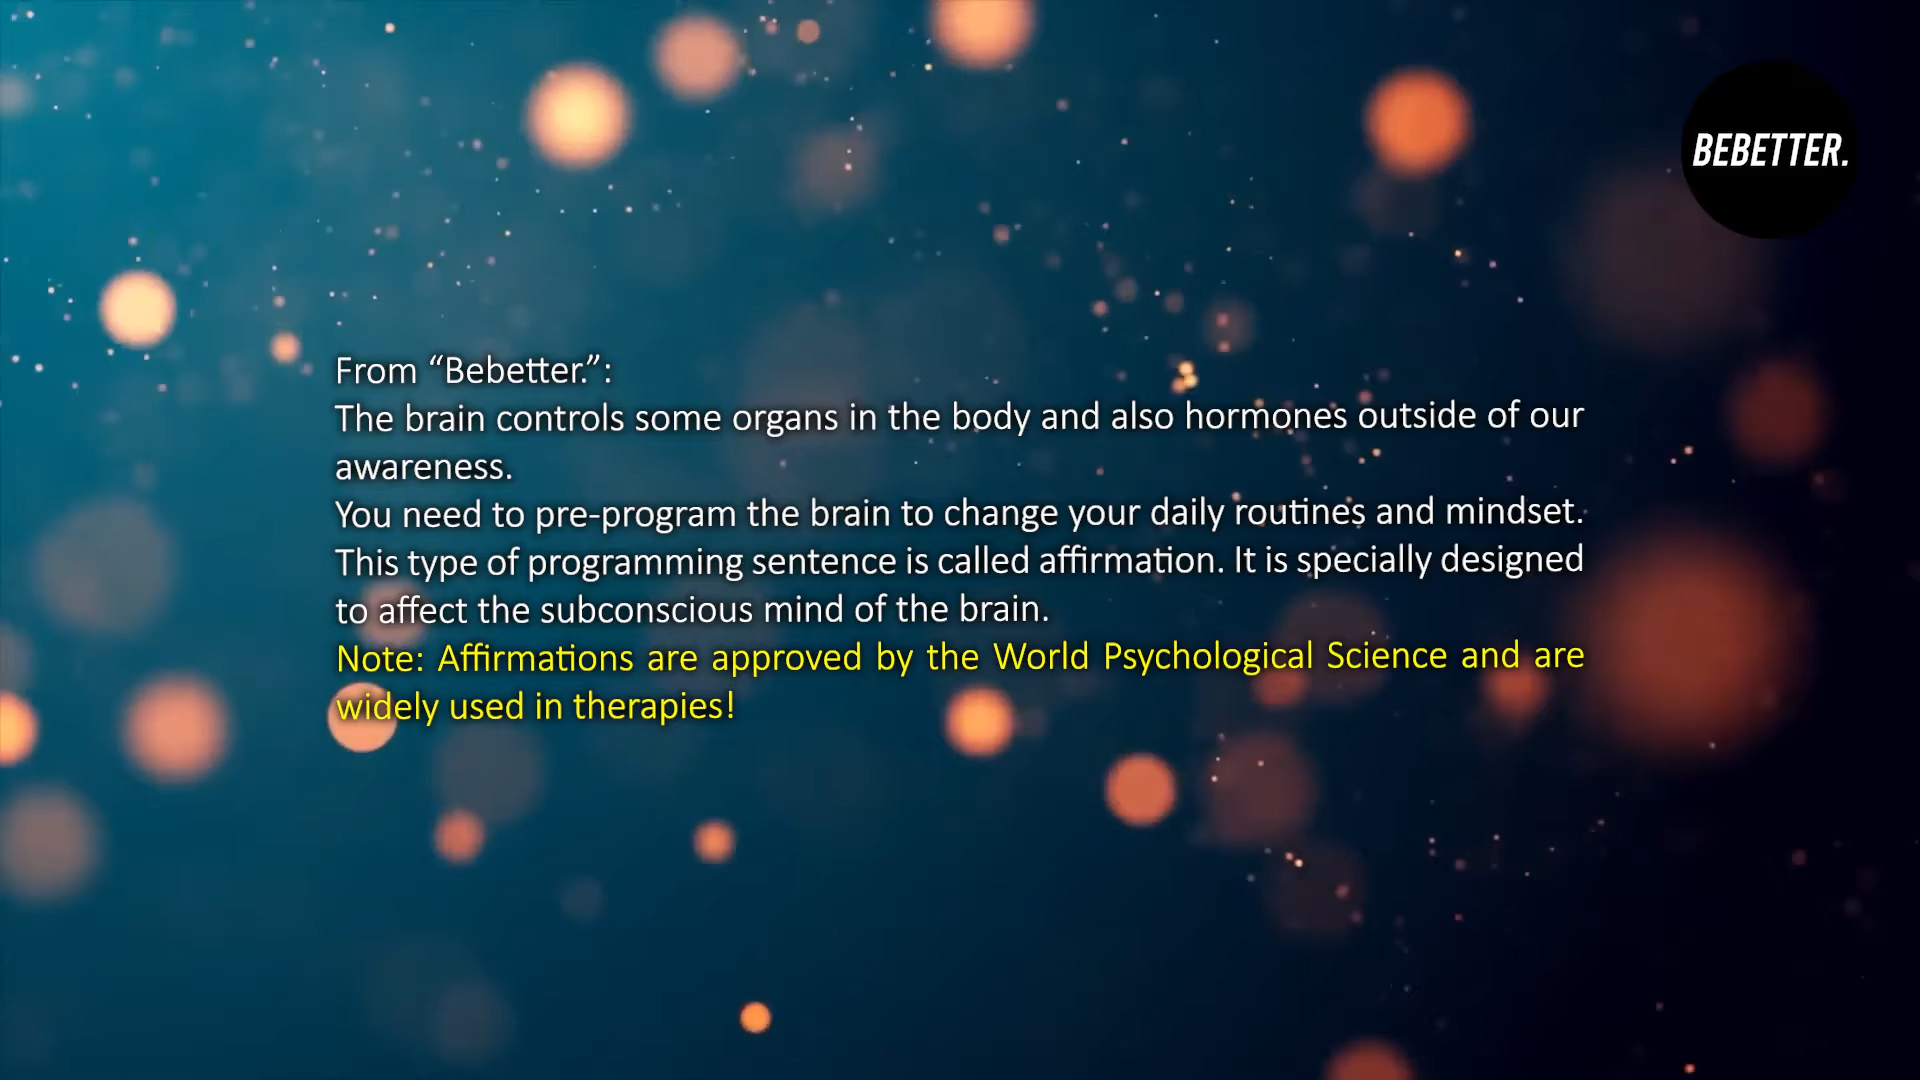 BEBETTER.
From “Bebetter.”:
The brain controls some organs in the body and also hormones outside of our
awareness.
You need to pre-program the brain to change your daily routines and mindset.
This type of programming sentence is called affirmation. It is specially designed
to affect the subconscious mind of the brain.
Note: Affirmations are approved by the World Psychological Science and are
widely used in therapies!